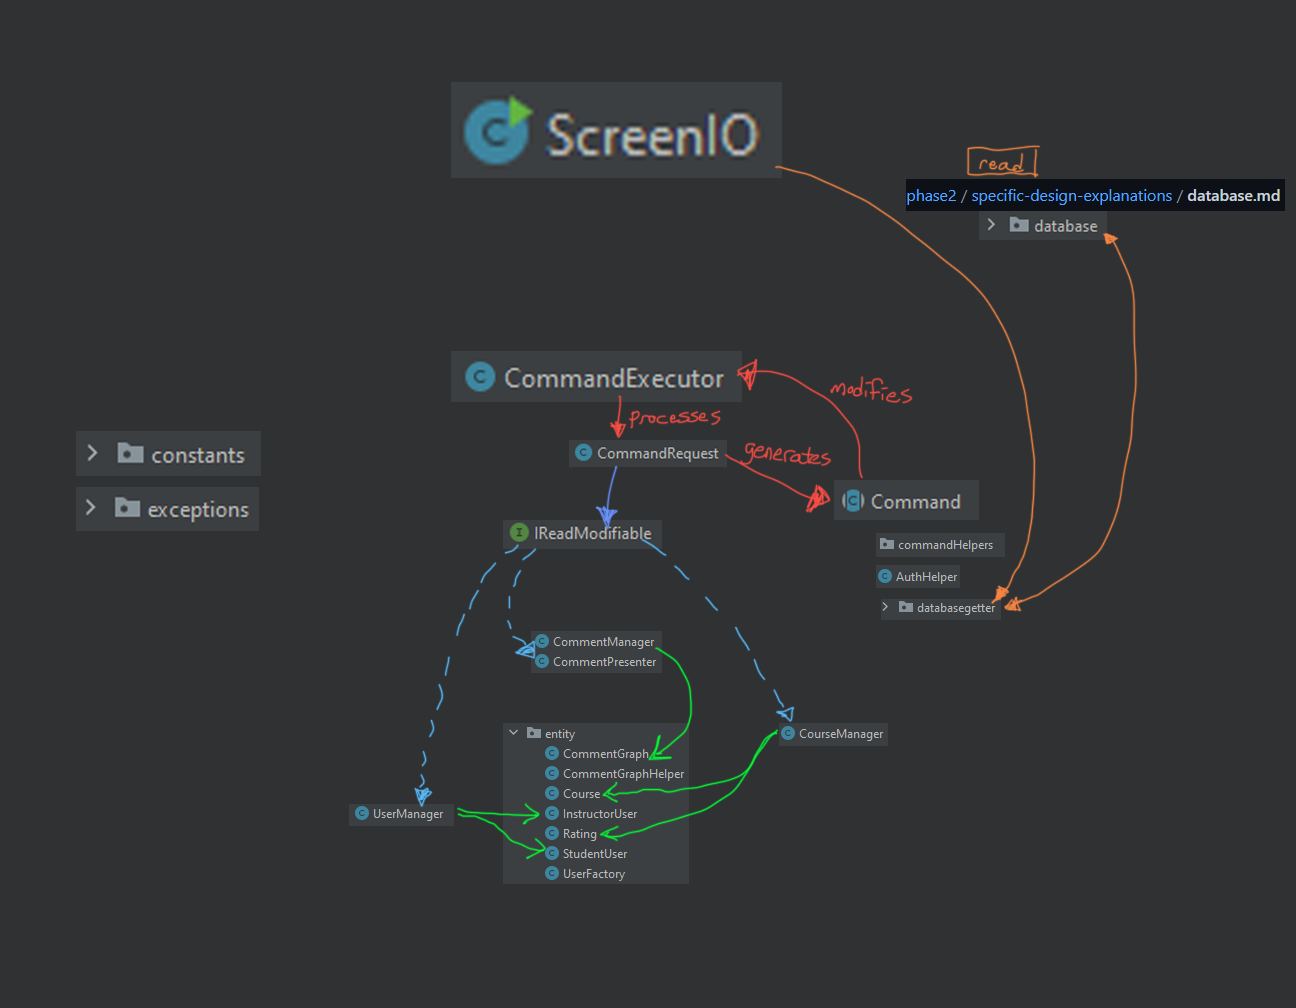 ScreenIO
read
phase2 / specific-design-explanations / database.md
database
CommandExecutor
modifies
processes
constants
CommandRequest
generates
exceptions
Command
IReadModifiable
commandHelpers
AuthHelper
databasegetter
CommentManager
CommentPresenter
entity
CourseManager
CommentGraph
CommentGraphHelper
Course
UserManager
InstructorUser
Rating
StudentUser
UserFactory